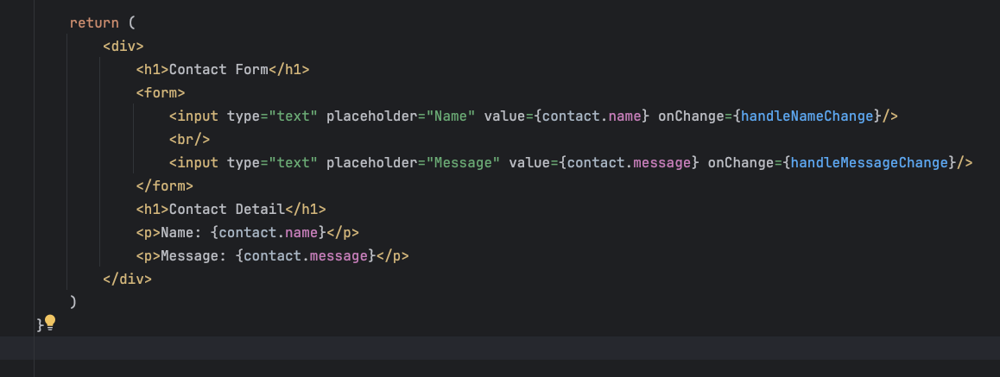 return (
<div>
<h1>Contact Form</h1>
<form>
<input type="text" placeholder="Name" value={contact.name} onChange={handleNameChange}/>
<br/>
<input type="text" placeholder="Message" value={contact.message} onChange={handleMessageChange}/>
</form>
<h1>Contact Detail</h1>
<p>Name: {contact.name}</p>
<p>Message: {contact.message}</p>
</div>
)
}